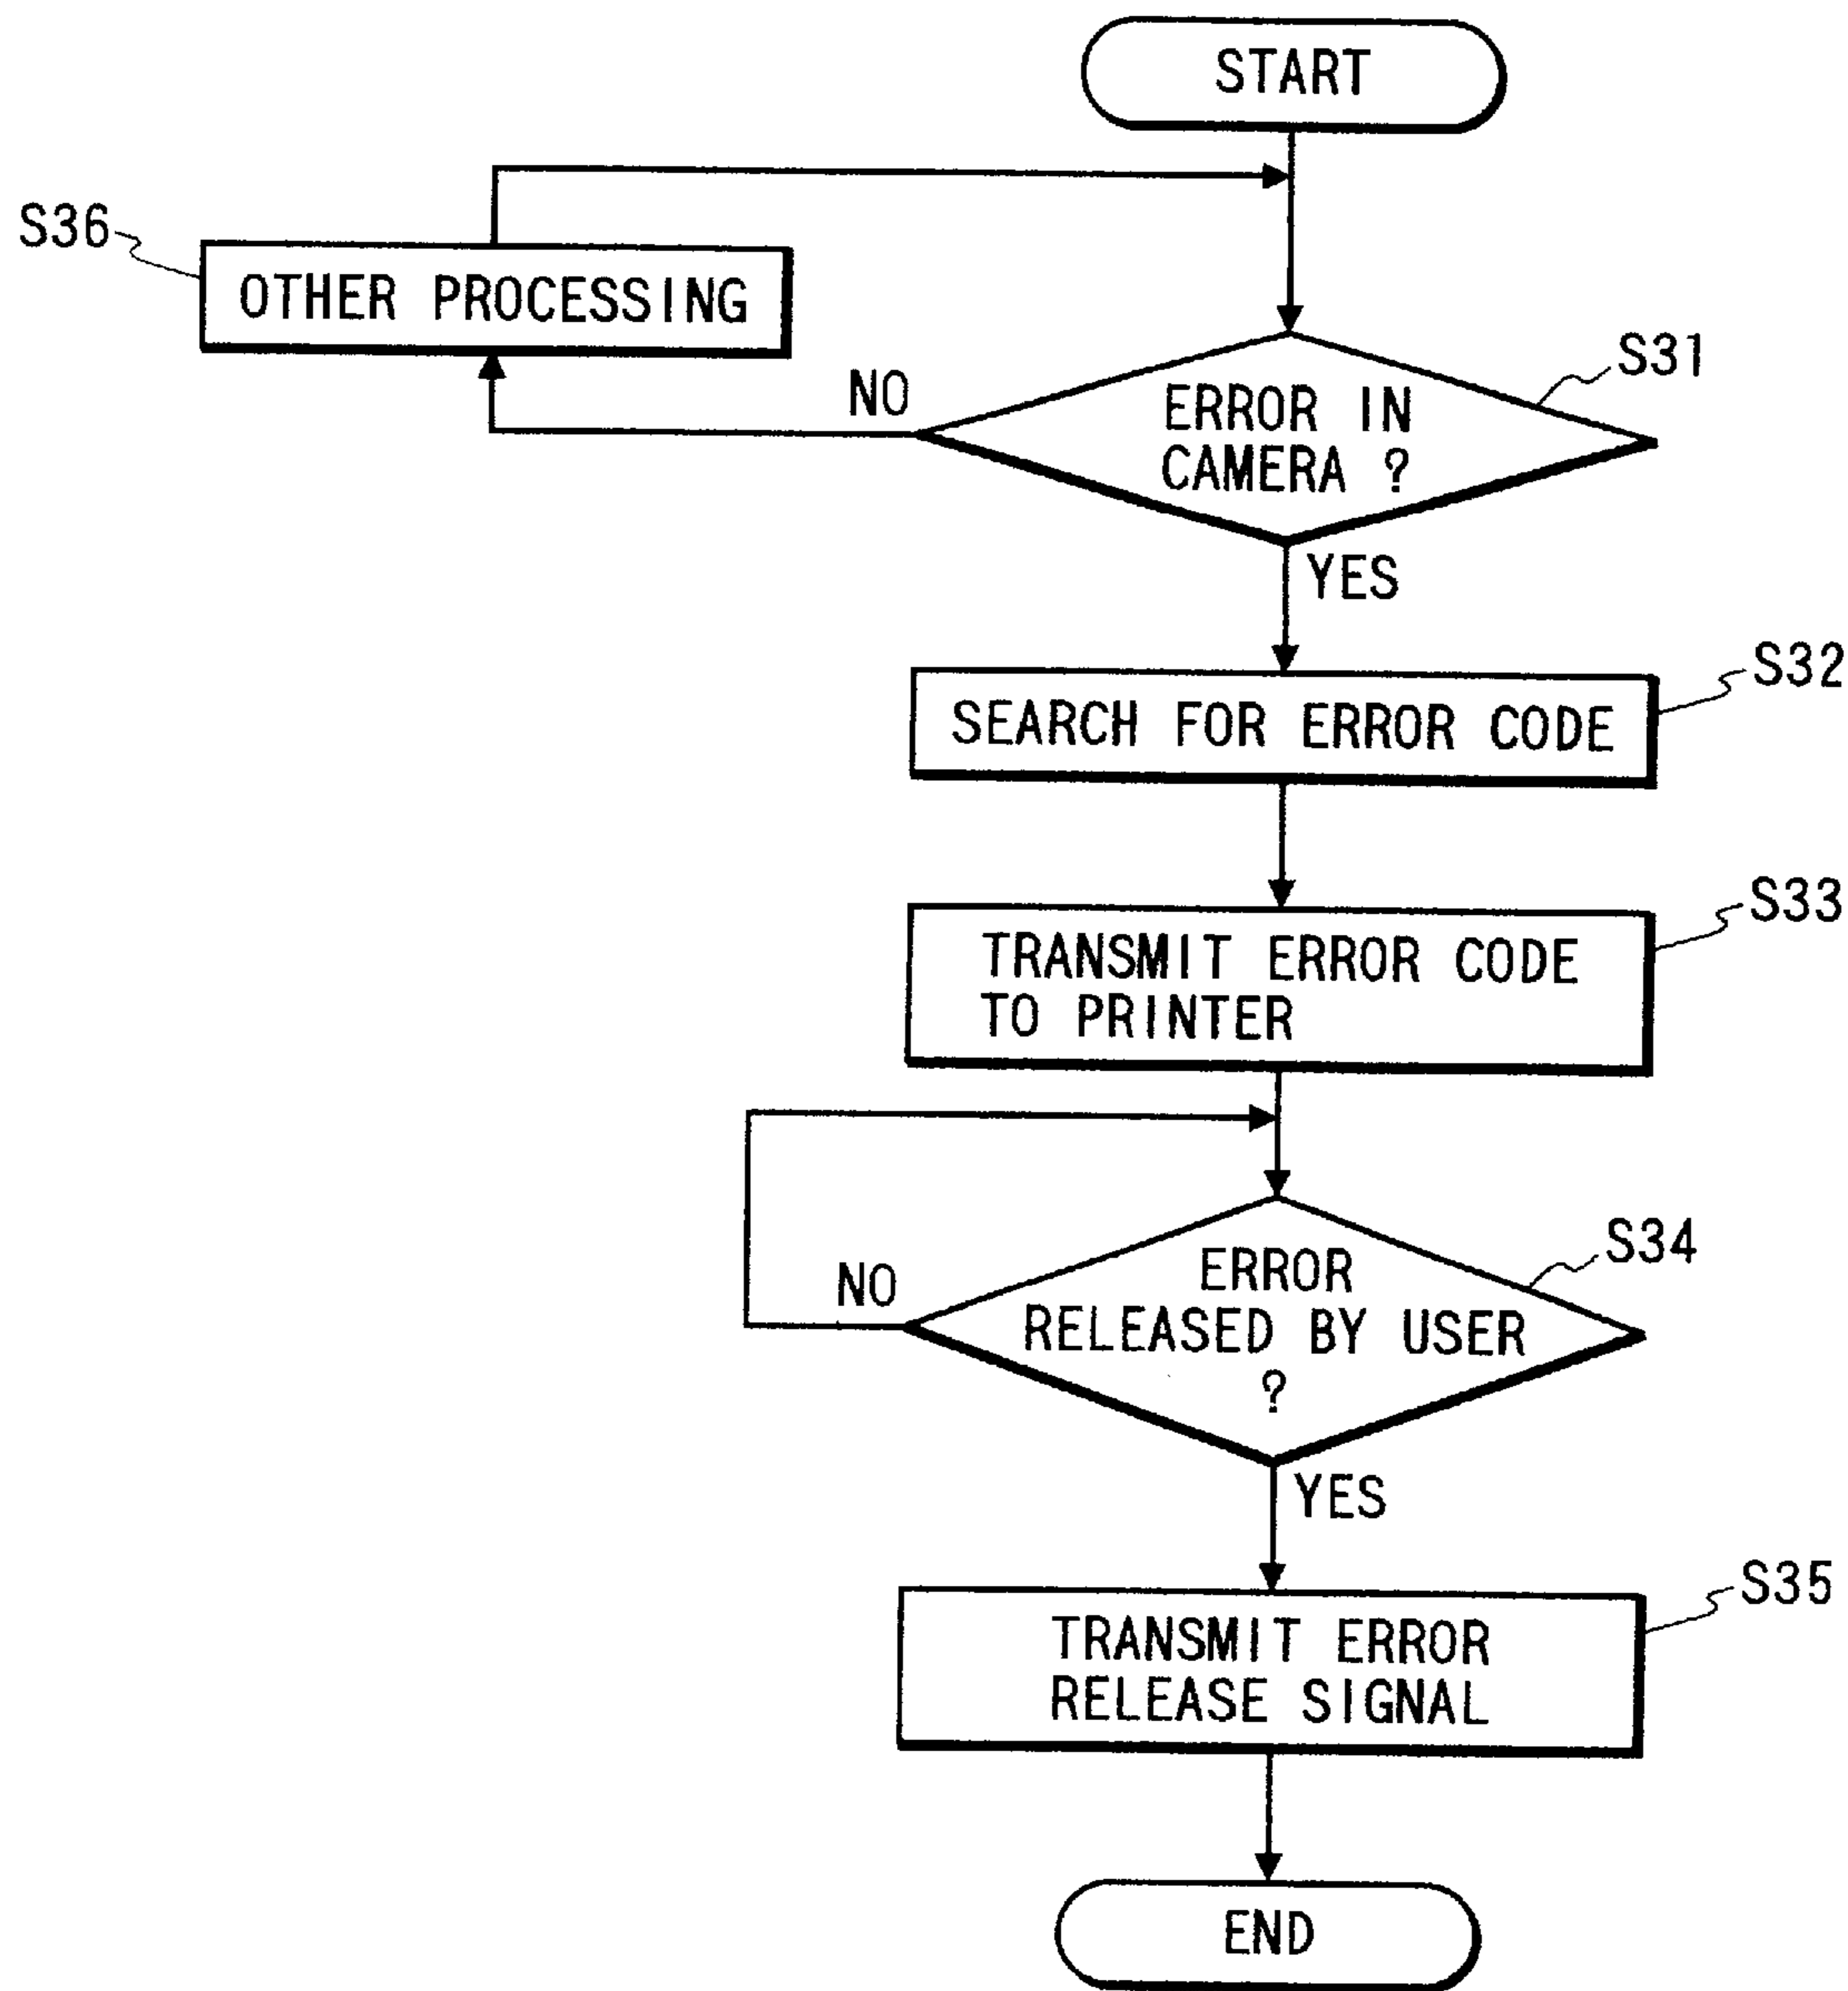 START
S36
OTHER PROCESSING
S31
NO
ERROR IN
CAMERA ?
YES
S32
SEARCH FOR ERROR CODE
S33
TRANSMIT ERROR CODE
TO PRINTER
S34
NO
ERROR
RELEASED BY USER
?
YES
S35
TRANSMIT ERROR
RELEASE SIGNAL
END